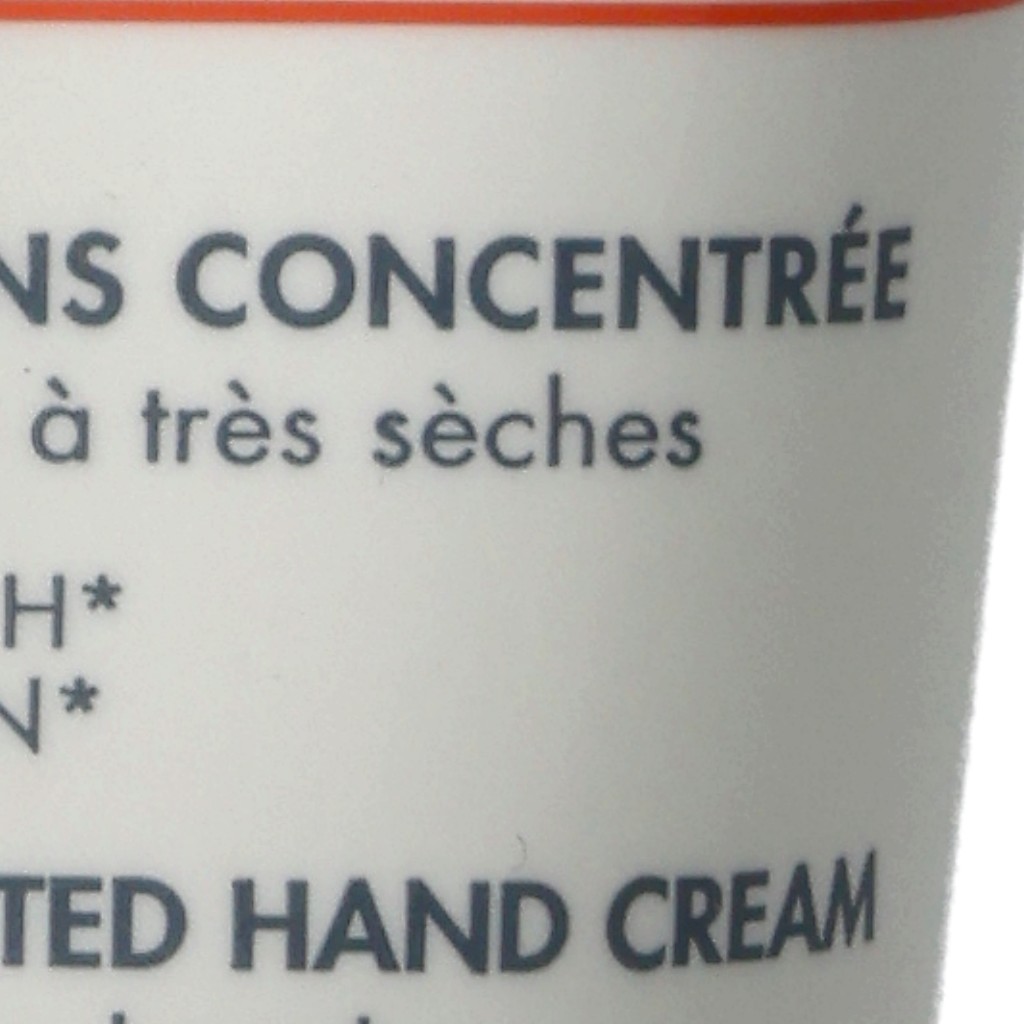 NS CONCENTRÉE
à très sèches
H*
N*
TED HAND CREAM